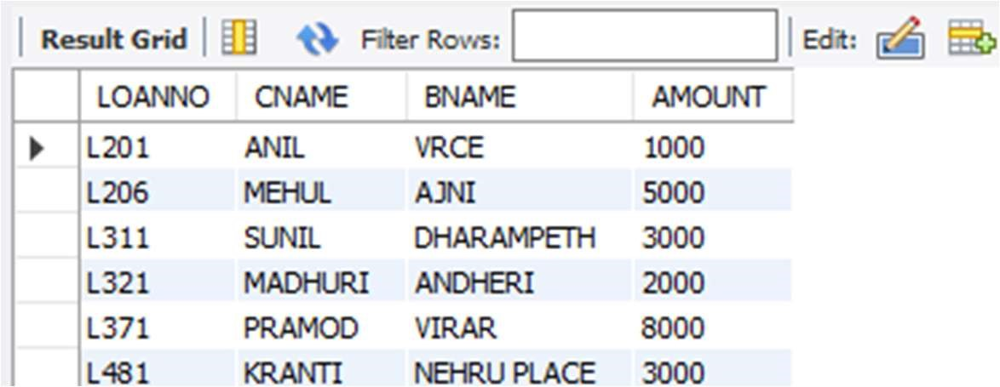 Result Grid Filter Rows: Edit:
LOANNO CNAME BNAME AMOUNT
L201 ANIL VRCE 1000
L206 MEHUL AJNI 5000
L311 SUNIL DHARAMPETH 3000
L321 MADHURI ANDHERI 2000
L371 PRAMOD VIRAR 8000
L481 KRANTI NEHRU PLACE 3000